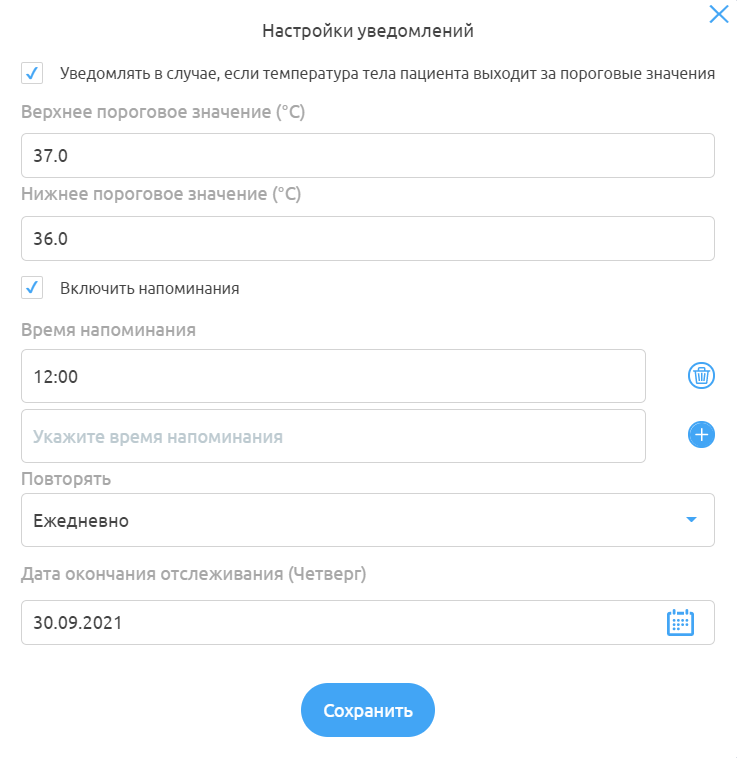 Настройки уведомлений
Уведомлять в случае, если температура тела пациента выходит за пороговые значения
Верхнее пороговое значение (°C)
37.0
Нижнее пороговое значение (°C)
36.0
Включить напоминания
Время напоминания
12:00
Укажите время напоминания
Повторять
Ежедневно
Дата окончания отслеживания (Четверг)
30.09.2021
Сохранить